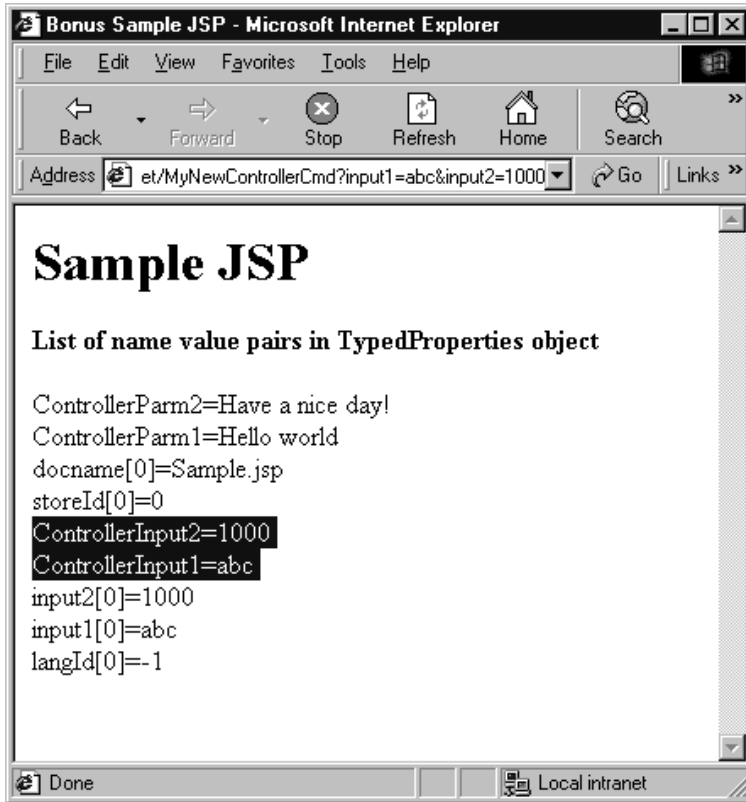 Bonus Sample JSP - Microsoft Internet Explorer
File Edit View Favorites Tools Help
Back Forward Stop Refresh Home Search »
Address et/MyNewControllerCmd?input1=abc&input2=1000 Go Links »
Sample JSP
List of name value pairs in TypedProperties object
ControllerParm2=Have a nice day!
ControllerParm1=Hello world
docname[0]=Sample.jsp
storeId[0]=0
ControllerInput2=1000
ControllerInput1=abc
input2[0]=1000
input1[0]=abc
langId[0]=-1
Done Local intranet